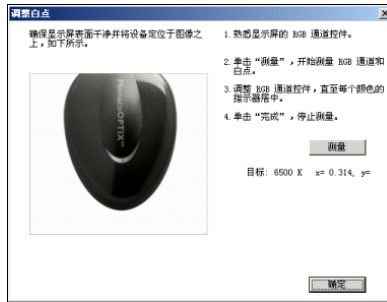 调整白点
确保显示屏表面干净并将设备定位于图像之
上，如下所示。
MonacoOPTIX™
1. 熟悉显示屏的 RGB 通道控件。
2. 单击“测量”，开始测量 RGB 通道和
白点。
3. 调整 RGB 通道控件，直至每个颜色的
指示器居中。
4. 单击“完成”，停止测量。
测量
目标: 6500 K x= 0.314, y=
确定